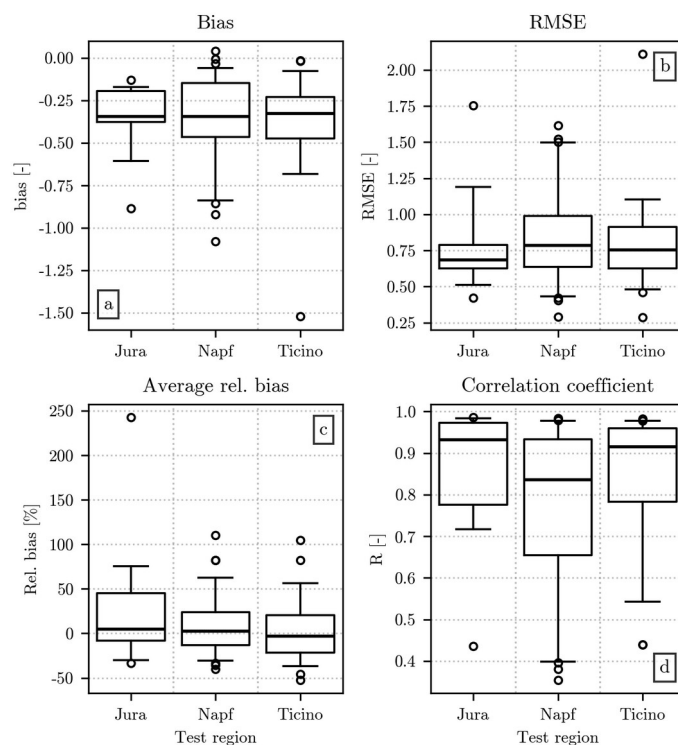 Bias
0.00
-0.25
-0.50
-0.75
-1.00
-1.25
-1.50
bias [-]
a
Jura
Napf
Ticino
RMSE
2.00
1.75
1.50
1.25
1.00
0.75
0.50
0.25
RMSE [-]
b
Jura
Napf
Ticino
Average rel. bias
250
200
150
100
50
0
-50
Rel. bias [%]
c
Jura
Napf
Ticino
Test region
Correlation coefficient
1.0
0.9
0.8
0.7
0.6
0.5
0.4
R [-]
d
Jura
Napf
Ticino
Test region